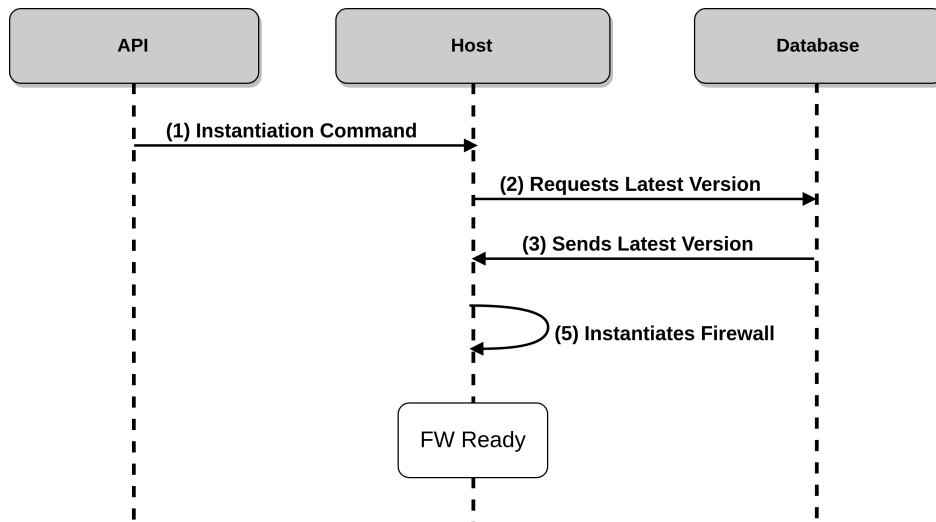 API
Host
Database
(1) Instantiation Command
(2) Requests Latest Version
(3) Sends Latest Version
(5) Instantiates Firewall
FW Ready